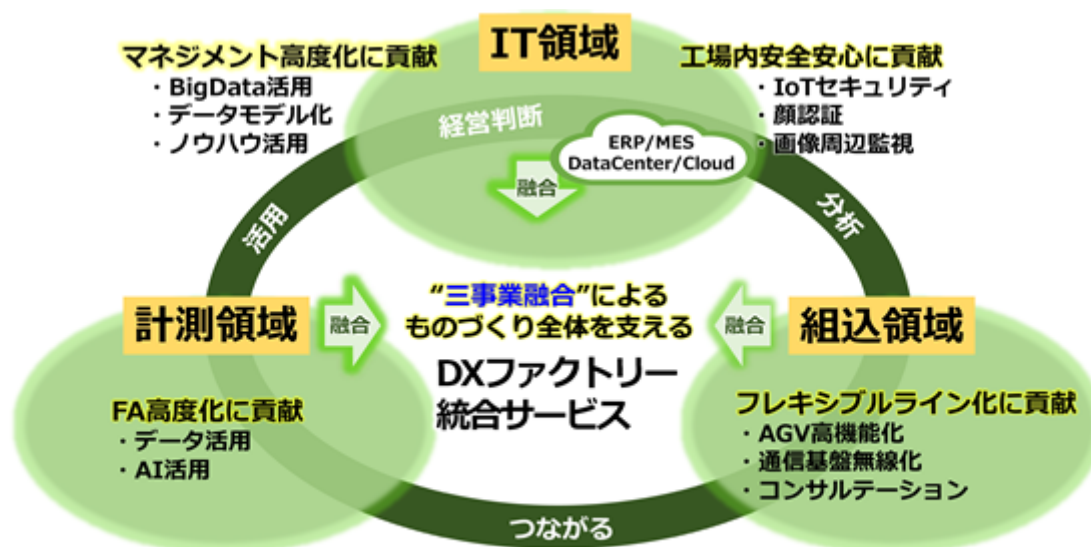 IT領域
マネジメント高度化に貢献
・BigData活用
・データモデル化
・ノウハウ活用
工場内安全安心に貢献
・IoTセキュリティ
・顔認証
・画像周辺監視
経営判断
ERP/MES
DataCenter/Cloud
融合
活用
分析
計測領域
融合
“三事業融合”による
ものづくり全体を支える
DXファクトリー
統合サービス
融合
組込領域
FA高度化に貢献
・データ活用
・AI活用
フレキシブルライン化に貢献
・AGV高機能化
・通信基盤無線化
・コンサルテーション
つながる